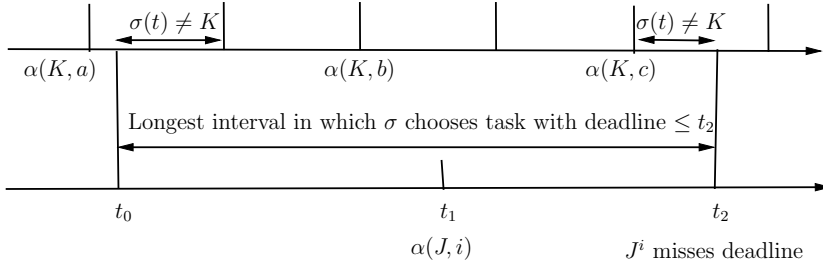 σ(t) ≠ K σ(t) ≠ K
α(K, a) α(K, b) α(K, c)
Longest interval in which σ chooses task with deadline ≤ t₂
t₀ t₁ t₂
α(J, i) Jⁱ misses deadline